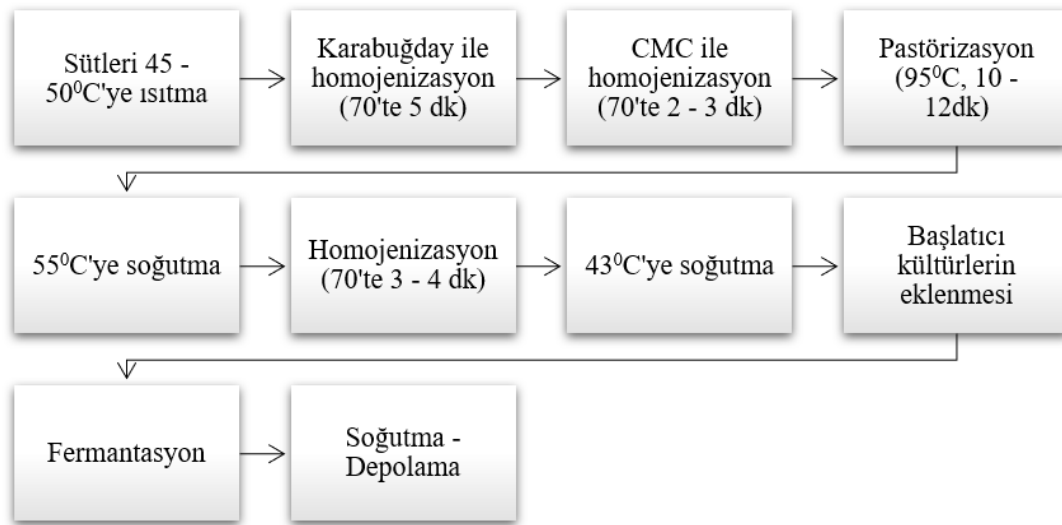 Sütleri 45 -
50⁰C'ye ısıtma
Karabuğday ile
homojenizasyon
(70'te 5 dk)
CMC ile
homojenizasyon
(70'te 2 - 3 dk)
Pastörizasyon
(95⁰C, 10 -
12dk)
55⁰C'ye soğutma
Homojenizasyon
(70'te 3 - 4 dk)
43⁰C'ye soğutma
Başlatıcı
kültürlerin
eklenmesi
Fermantasyon
Soğutma -
Depolama